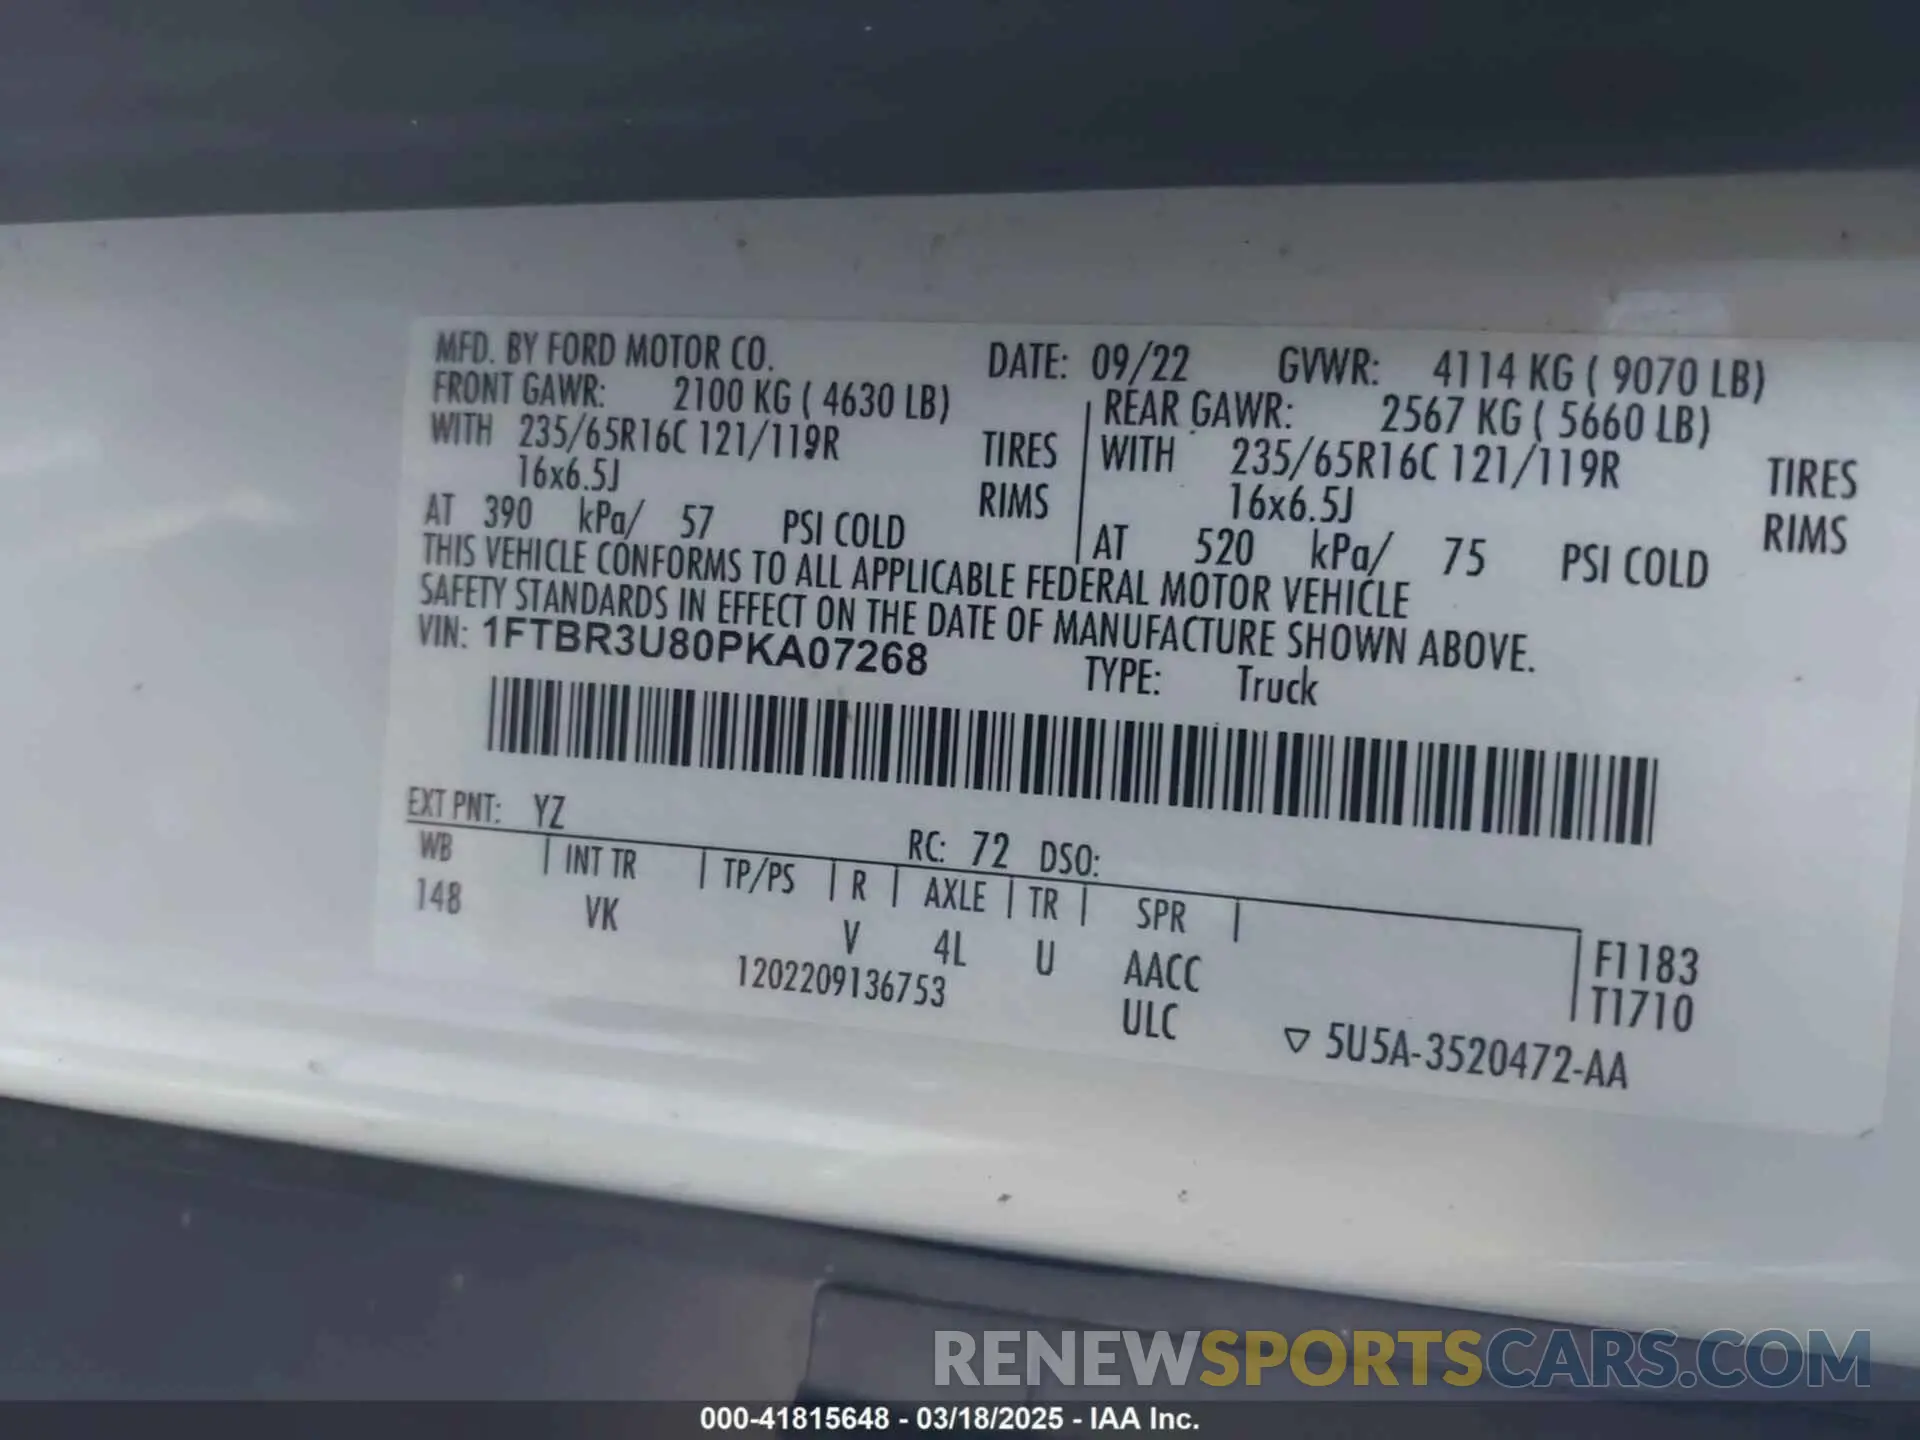 MFD. BY FORD MOTOR CO. DATE: 09/22 GVWR: 4114 KG ( 9070 LB)
FRONT GAWR: 2100 KG ( 4630 LB) REAR GAWR: 2567 KG ( 5660 LB)
WITH 235/65R16C 121/119R TIRES WITH 235/65R16C 121/119R TIRES
16x6.5J RIMS 16x6.5J RIMS
AT 390 kPa/ 57 PSI COLD AT 520 kPa/ 75 PSI COLD
THIS VEHICLE CONFORMS TO ALL APPLICABLE FEDERAL MOTOR VEHICLE
SAFETY STANDARDS IN EFFECT ON THE DATE OF MANUFACTURE SHOWN ABOVE.
VIN: 1FTBR3U80PKA07268 TYPE: Truck
EXT PNT: YZ RC: 72 DSO:
WB INT TR TP/PS R AXLE TR SPR
148 VK V 4L U AACC F1183
1202209136753 ULC T1710
▽ 5U5A-3520472-AA
RENEWSPORTSCARS.COM
000-41815648 - 03/18/2025 - IAA Inc.